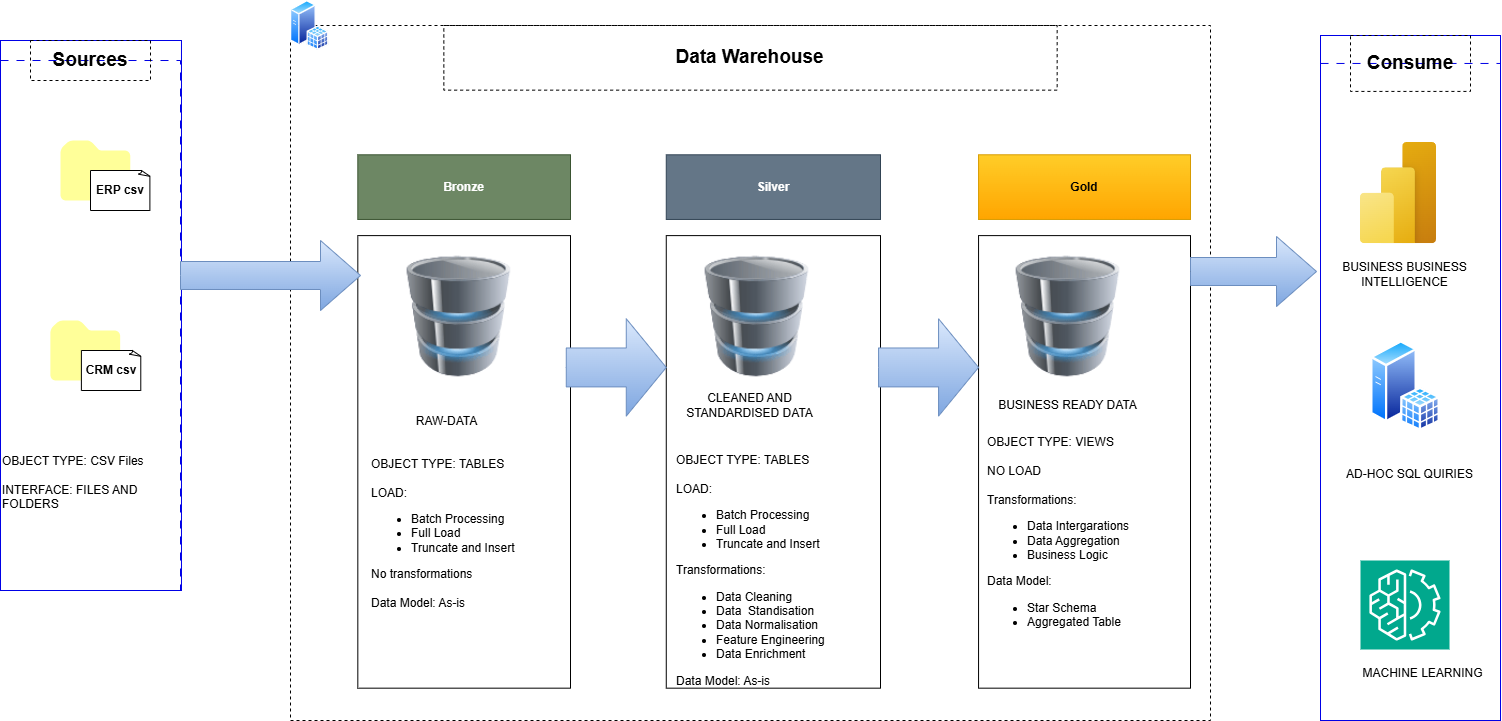 Sources
ERP csv
CRM csv
OBJECT TYPE: CSV Files
INTERFACE: FILES AND
FOLDERS
Data Warehouse
Bronze
RAW-DATA
OBJECT TYPE: TABLES
LOAD:
Batch Processing
Full Load
Truncate and Insert
No transformations
Data Model: As-is
Silver
CLEANED AND
STANDARDISED DATA
OBJECT TYPE: TABLES
LOAD:
Batch Processing
Full Load
Truncate and Insert
Transformations:
Data Cleaning
Data  Standisation
Data Normalisation
Feature Engineering
Data Enrichment
Data Model: As-is
Gold
BUSINESS READY DATA
OBJECT TYPE: VIEWS
NO LOAD
Transformations:
Data Intergarations
Data Aggregation
Business Logic
Data Model:
Star Schema
Aggregated Table
Consume
BUSINESS BUSINESS
INTELLIGENCE
AD-HOC SQL QUIRIES
MACHINE LEARNING